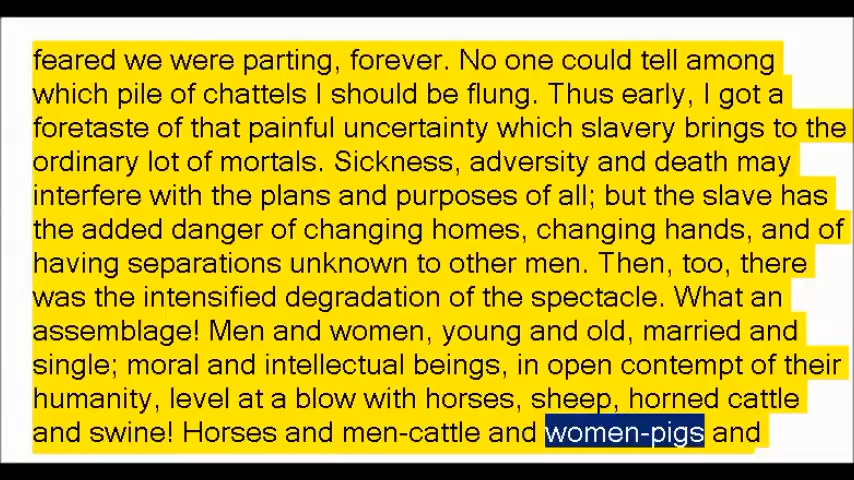 feared we were parting, forever. No one could tell among
which pile of chattels I should be flung. Thus early, I got a
foretaste of that painful uncertainty which slavery brings to the
ordinary lot of mortals. Sickness, adversity and death may
interfere with the plans and purposes of all; but the slave has
the added danger of changing homes, changing hands, and of
having separations unknown to other men. Then, too, there
was the intensified degradation of the spectacle. What an
assemblage! Men and women, young and old, married and
single; moral and intellectual beings, in open contempt of their
humanity, level at a blow with horses, sheep, horned cattle
and swine! Horses and men-cattle and women-pigs and